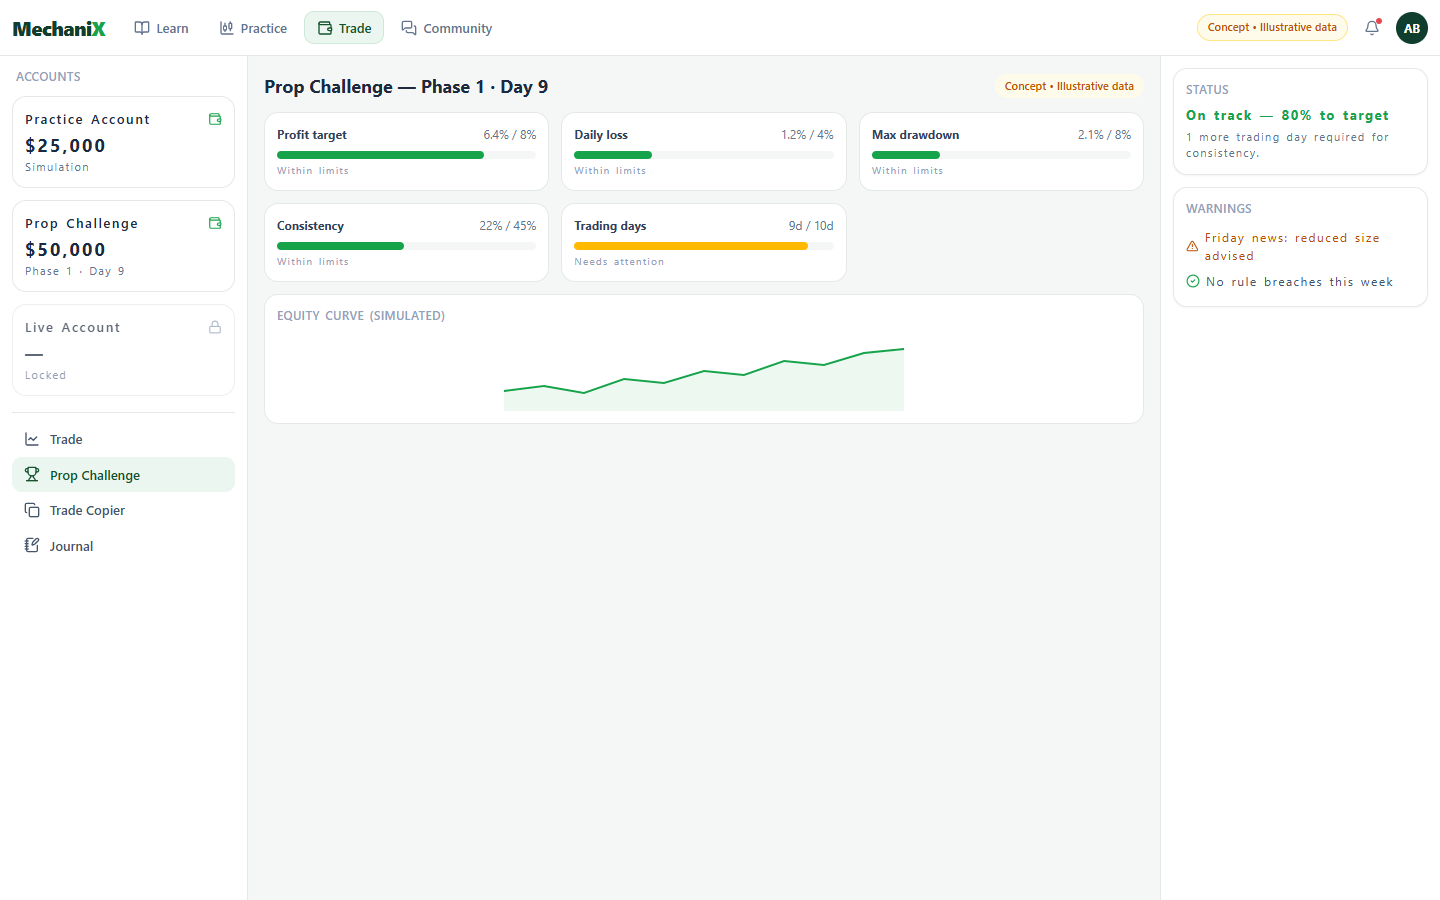 MechaniX
Learn
Practice
Trade
Community
Concept • Illustrative data
AB
ACCOUNTS
Practice Account
$25,000
Simulation
Prop Challenge
$50,000
Phase 1 · Day 9
Live Account
—
Locked
Trade
Prop Challenge
Trade Copier
Journal
Prop Challenge — Phase 1 · Day 9
Concept • Illustrative data
Profit target 6.4% / 8%
Within limits
Daily loss 1.2% / 4%
Within limits
Max drawdown 2.1% / 8%
Within limits
Consistency 22% / 45%
Within limits
Trading days 9d / 10d
Needs attention
EQUITY CURVE (SIMULATED)
STATUS
On track — 80% to target
1 more trading day required for
consistency.
WARNINGS
Friday news: reduced size
advised
No rule breaches this week